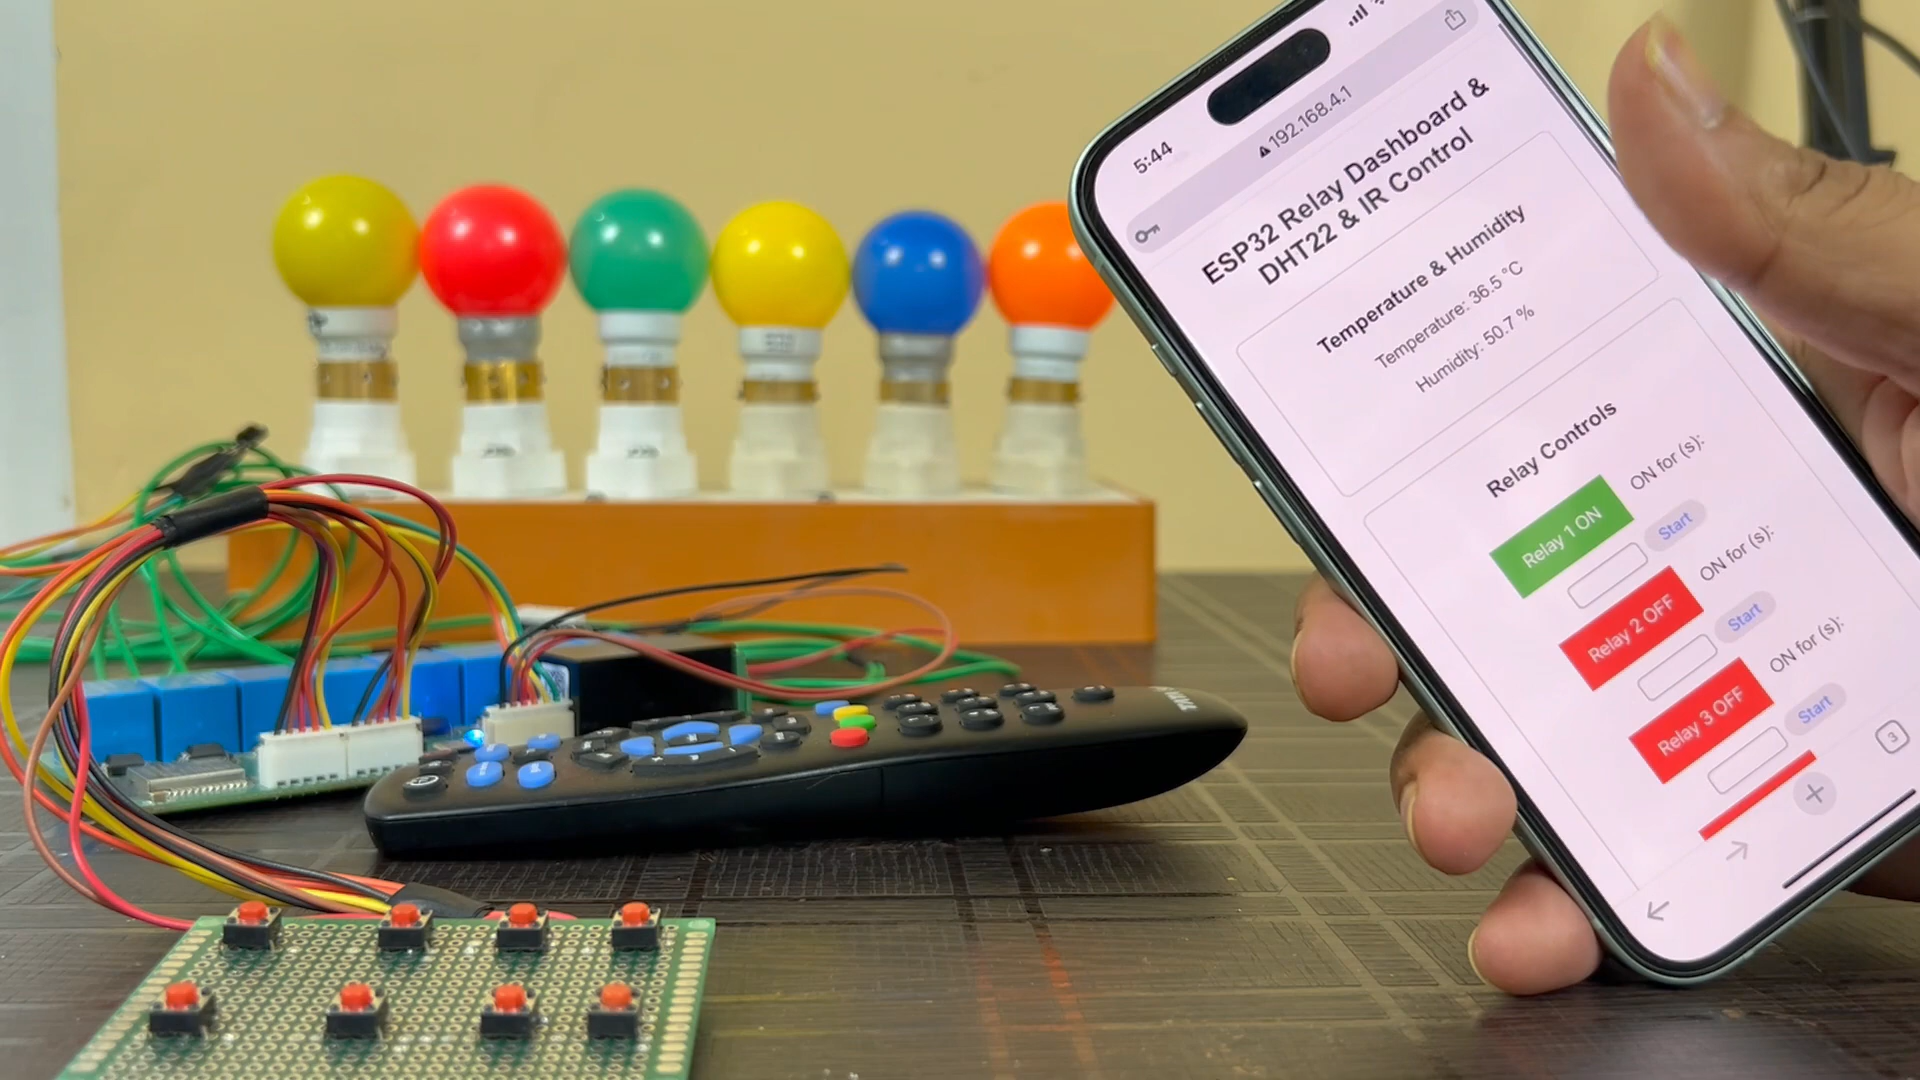 5:44
192.168.4.1
ESP32 Relay Dashboard &
DHT22 & IR Control
Temperature & Humidity
Temperature: 36.5 °C
Humidity: 50.7 %
Relay Controls
Relay 1 ON
ON for (s):
Start
Relay 2 OFF
ON for (s):
Start
Relay 3 OFF
ON for (s):
Start
3